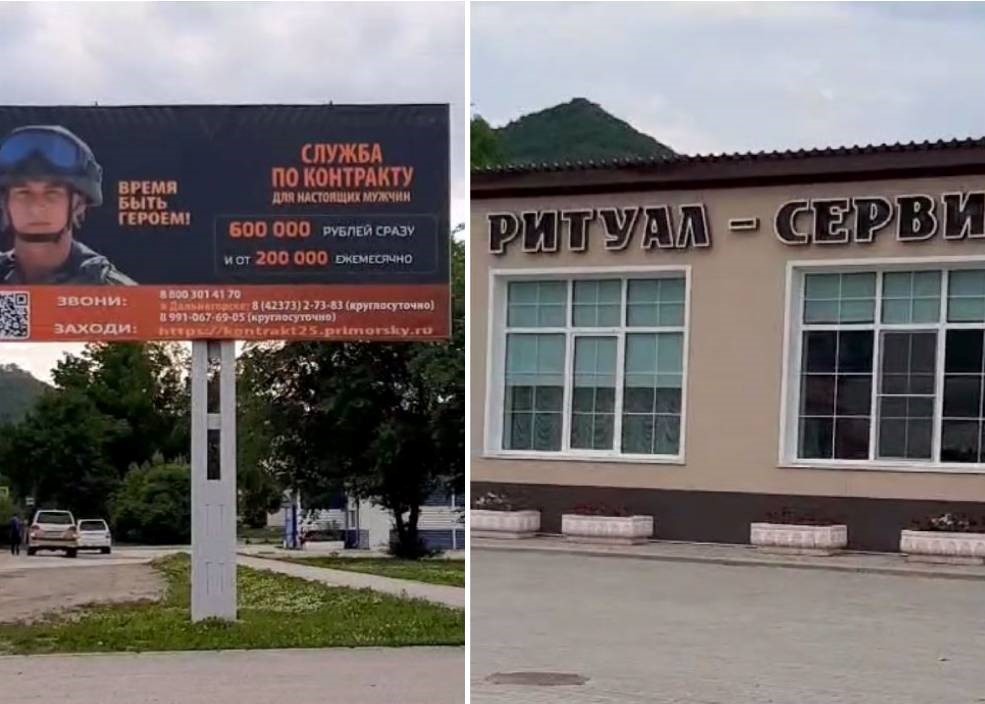 ВРЕМЯ
БЫТЬ
ГЕРОЕМ!
СЛУЖБА
ПО КОНТРАКТУ
ДЛЯ НАСТОЯЩИХ МУЖЧИН
600 000 РУБЛЕЙ СРАЗУ
И ОТ 200 000 ЕЖЕМЕСЯЧНО
ЗВОНИ:
8 800 301 41 70
в Дальнегорске: 8 (42373) 2-73-83 (круглосуточно)
8 991-067-69-05 (круглосуточно)
ЗАХОДИ: https://kontrakt25.primorsky.ru
РИТУАЛ - СЕРВИ